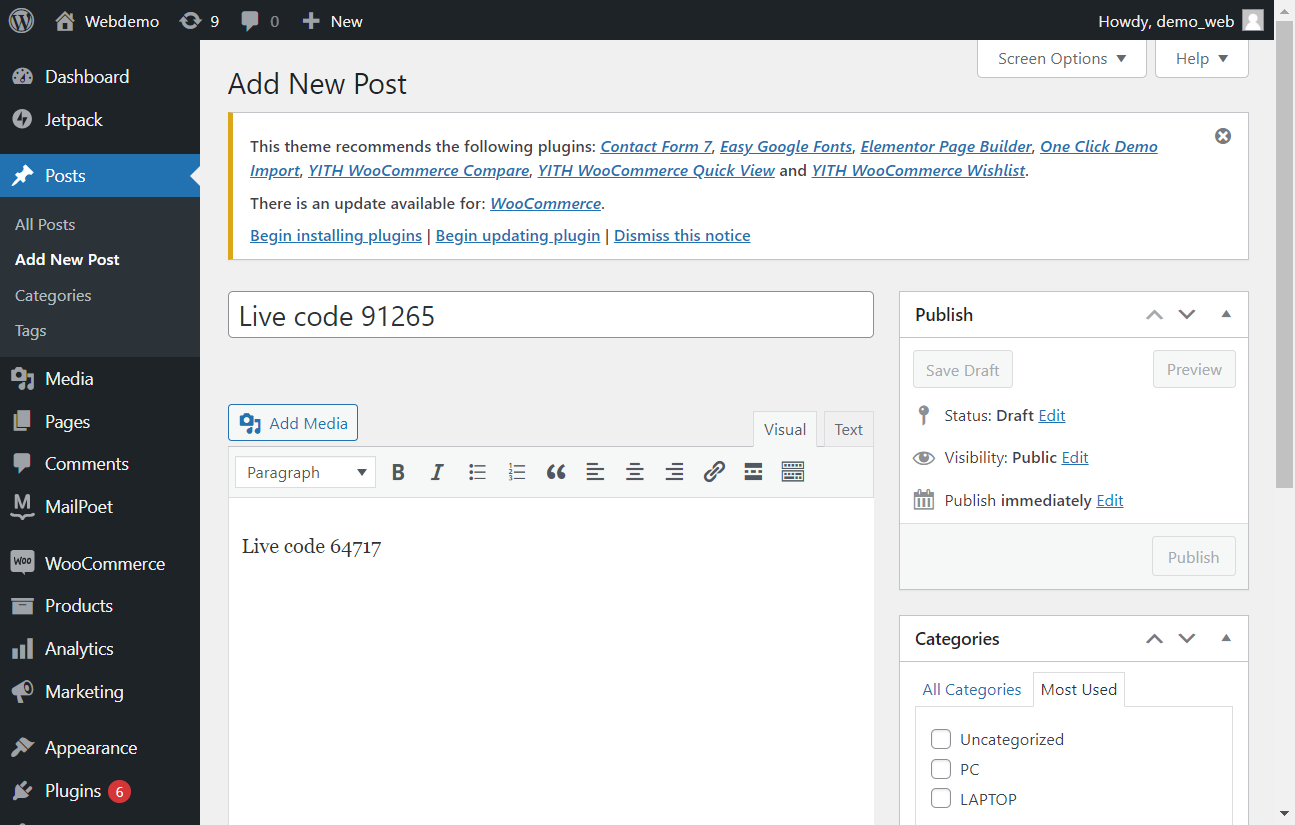 Webdemo 9 0 New Howdy, demo_web
Dashboard
Jetpack
Posts
All Posts
Add New Post
Categories
Tags
Media
Pages
Comments
MailPoet
Woo WooCommerce
Products
Analytics
Marketing
Appearance
Plugins 6
Screen Options Help
Add New Post
This theme recommends the following plugins: Contact Form 7, Easy Google Fonts, Elementor Page Builder, One Click Demo
Import, YITH WooCommerce Compare, YITH WooCommerce Quick View and YITH WooCommerce Wishlist.
There is an update available for: WooCommerce.
Begin installing plugins | Begin updating plugin | Dismiss this notice
Live code 91265
Add Media
Visual Text
Paragraph
Live code 64717
Publish
Save Draft Preview
Status: Draft Edit
Visibility: Public Edit
Publish immediately Edit
Publish
Categories
All Categories Most Used
Uncategorized
PC
LAPTOP